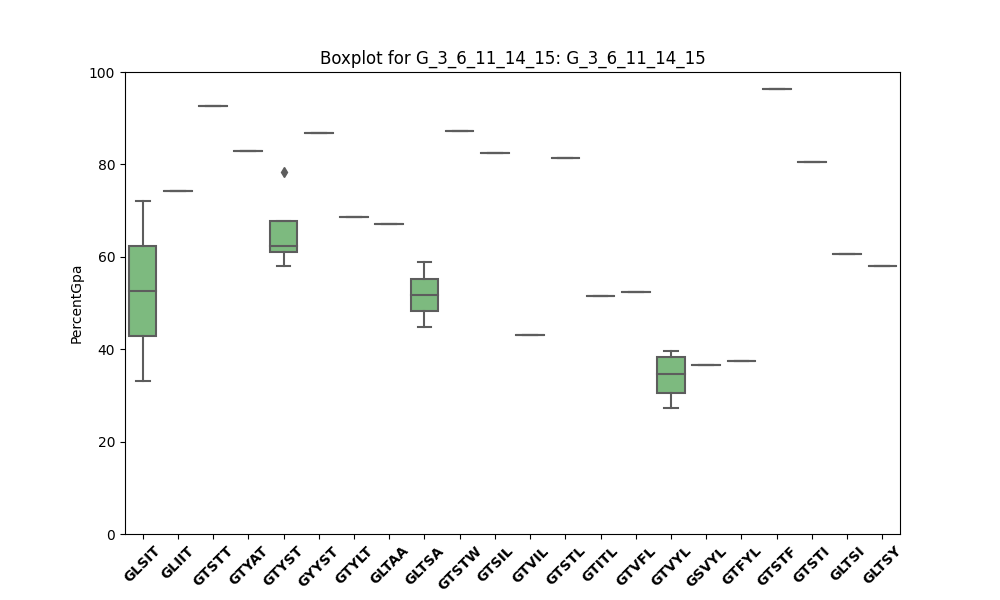 Boxplot for G_3_6_11_14_15: G_3_6_11_14_15
100
80
60
40
20
0
PercentGpa
GLSIT
GLIIT
GTSTT
GTYAT
GTYST
GYYST
GTYLT
GLTAA
GLTSA
GTSTW
GTSIL
GTVIL
GTSTL
GTITL
GTVFL
GTVYL
GSVYL
GTFYL
GTSTF
GTSTI
GLTSI
GLTSY